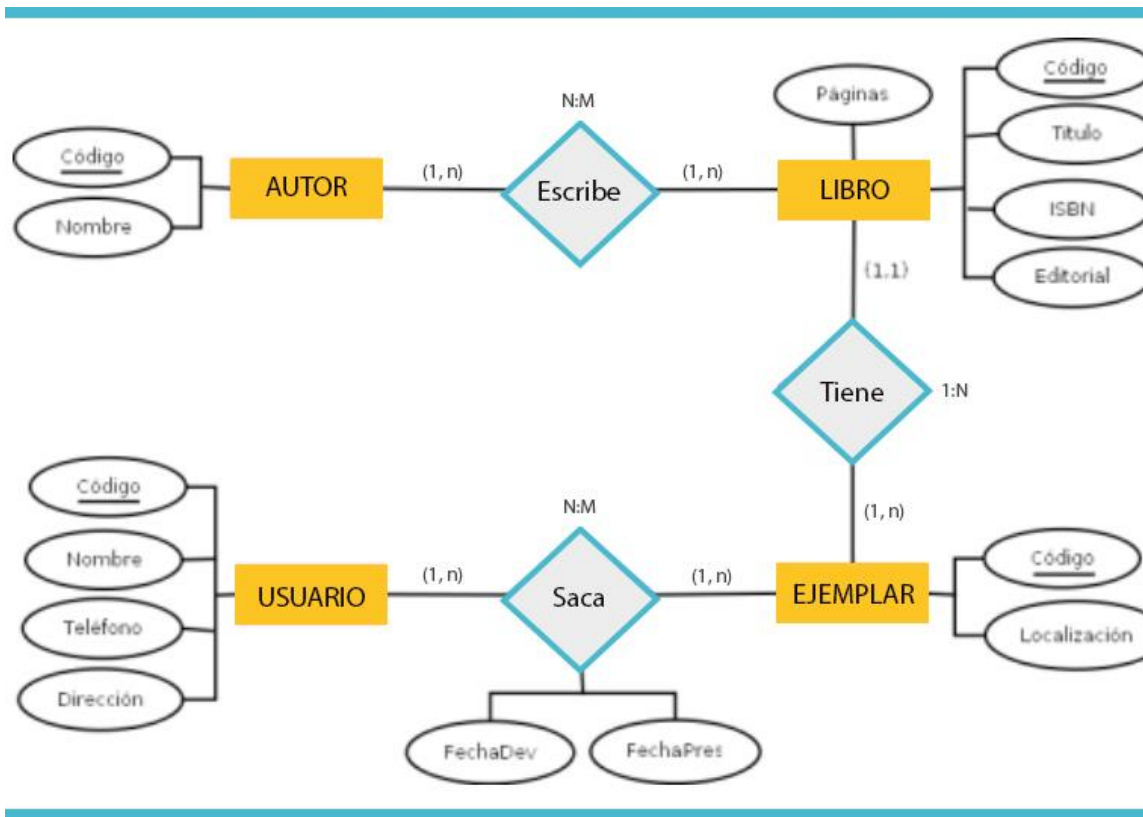 N:M
Páginas
Código
Título
ISBN
Editorial
Código
Nombre
AUTOR
(1, n)
Escribe
(1, n)
LIBRO
(1,1)
Tiene
1:N
(1, n)
Código
Nombre
Teléfono
Dirección
USUARIO
(1, n)
N:M
Saca
(1, n)
EJEMPLAR
Código
Localización
FechaDev
FechaPres